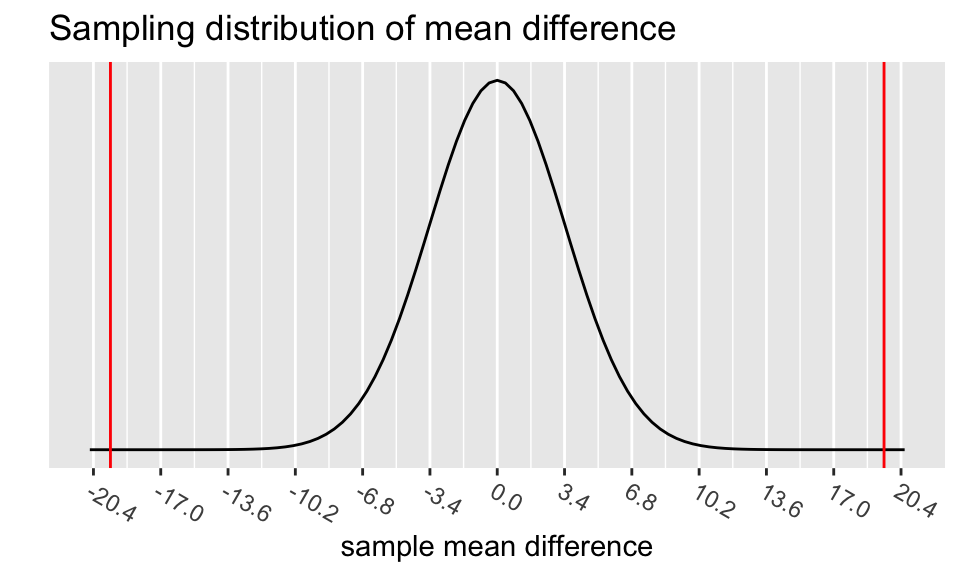 Sampling distribution of mean difference
-20.4 -17.0 -13.6 -10.2 -6.8 -3.4 0.0 3.4 6.8 10.2 13.6 17.0 20.4
sample mean difference